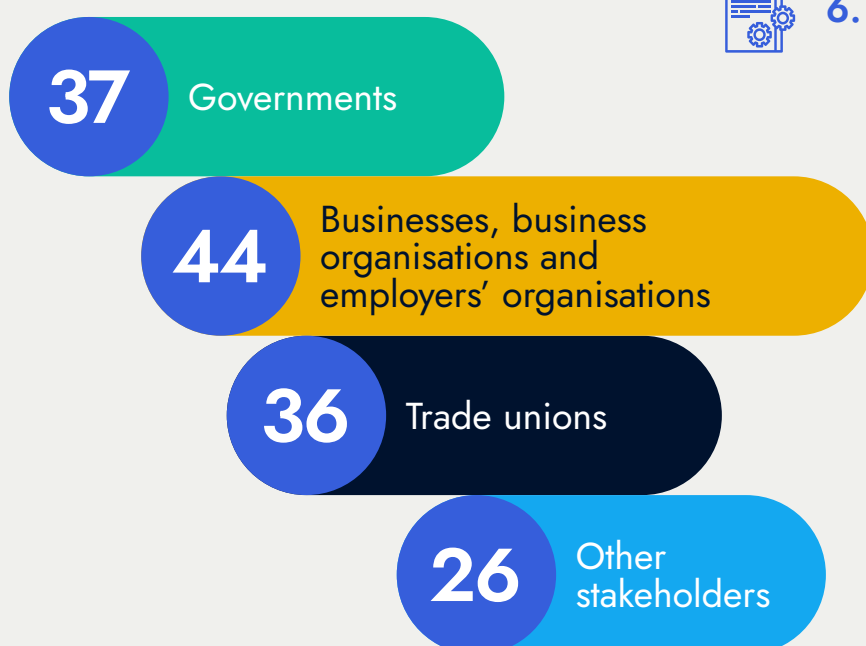 6.
37
Governments
44
Businesses, business
organisations and
employers’ organisations
36
Trade unions
26
Other
stakeholders